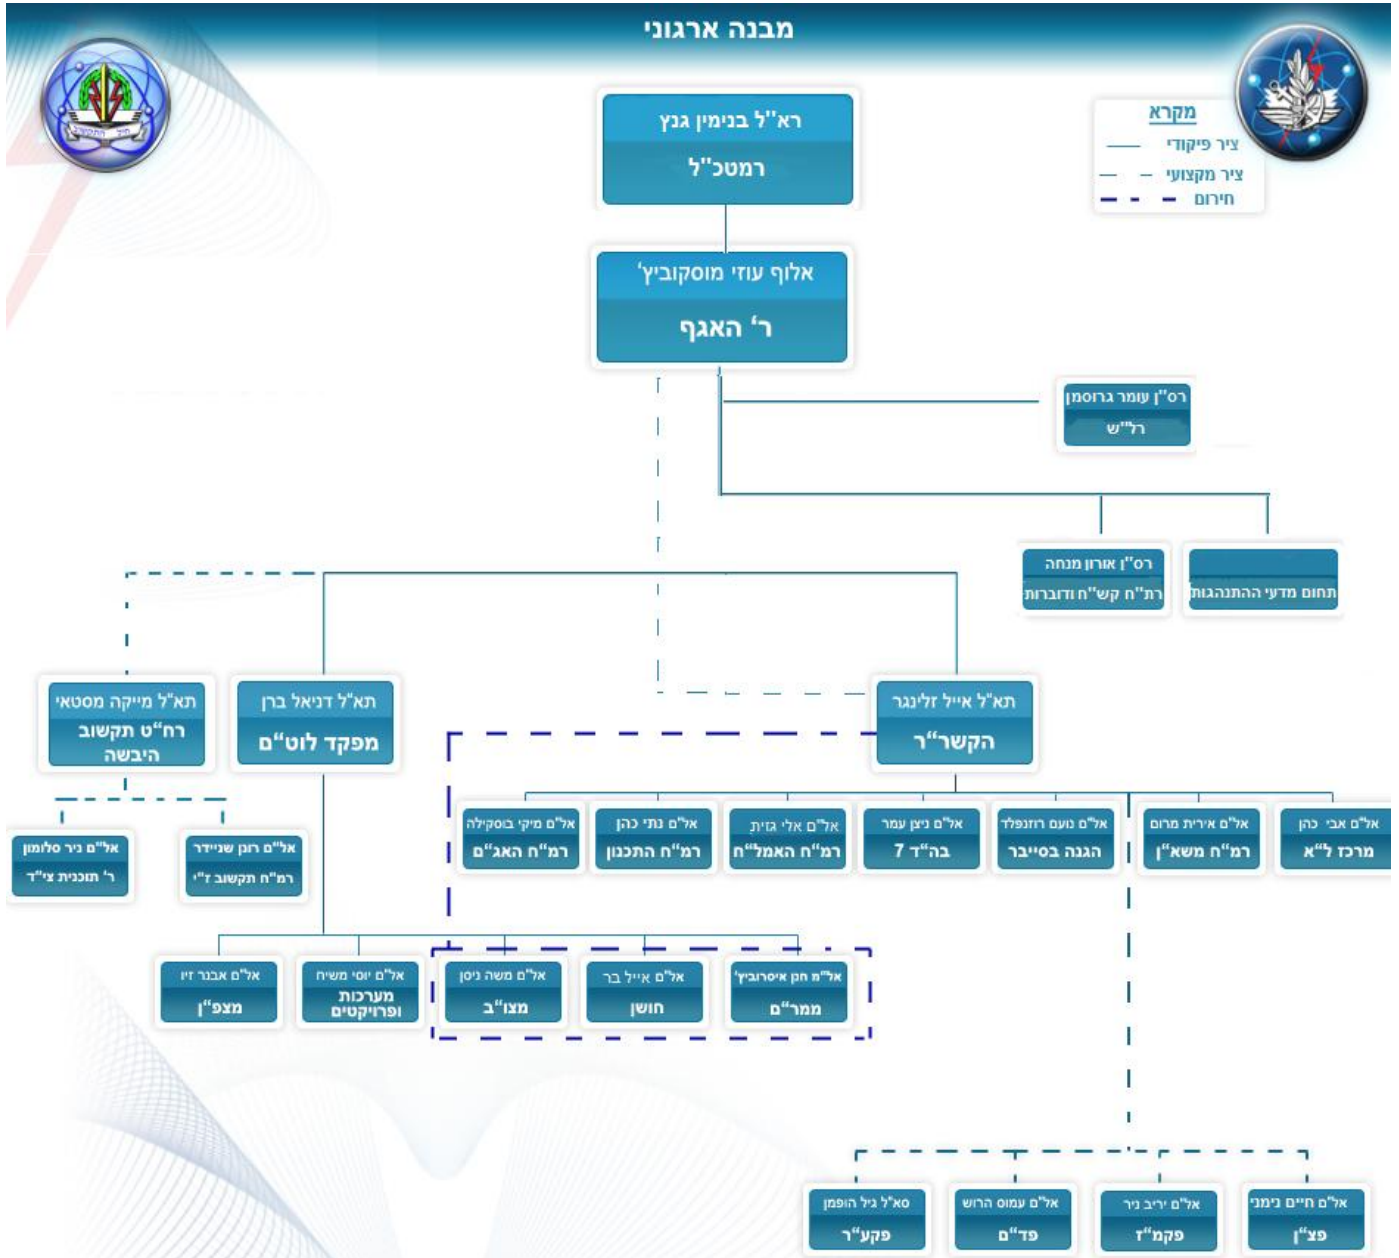 מבנה ארגוני
חיל התקשוב
מקרא
ציר פיקודי
ציר מקצועי
חירום
רא"ל בנימין גנץ
רמטכ"ל
אלוף עוזי מוסקוביץ'
ר' האגף
רס"ן עומר גרוסמן
רל"ש
רס"ן אורון מנחה
רת"ח קש"ח ודוברות
תחום מדעי ההתנהגות
תא"ל אייל זלינגר
הקשר"ר
תא"ל דניאל ברן
מפקד לוט"ם
תא"ל מייקה מסטאי
רח"ט תקשוב
היבשה
אל"ם אבי כהן
מרכז ל"א
אל"ם אירית מרום
רמ"ח משא"ן
אל"ם נועם רוזנפלד
הגנה בסייבר
אל"ם ניצן עמר
בה"ד 7
אל"ם אלי גזית
רמ"ח האמל"ח
אל"ם נתי כהן
רמ"ח התכנון
אל"ם מיקי בוסקילה
רמ"ח האג"ם
אל"ם רונן שניידר
רמ"ח תקשוב ז"י
אל"ם ניר סלומון
ר' תוכנית צי"ד
אל"מ חנן איסרוביץ'
ממר"ם
אל"ם אייל בר
חושן
אל"ם משה ניסן
מצו"ב
אל"ם יוסי משיח
מערכות
ופרויקטים
אל"ם אבנר זיו
מצפ"ן
אל"ם חיים נימני
פצ"ן
אל"ם יריב ניר
פקמ"ז
אל"ם עמוס הרוש
פד"ם
סא"ל גיל הופמן
פקע"ר